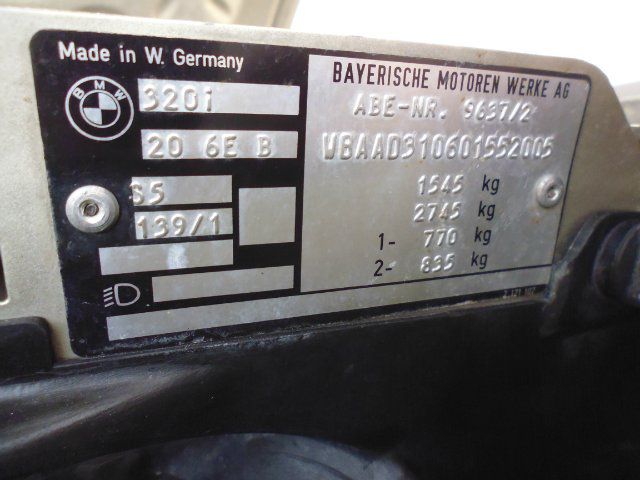 Made in W. Germany
BMW
320i
20 6E B
S5
139/1
BAYERISCHE MOTOREN WERKE AG
ABE-NR. 9637/2
WBAAD310601552005
1545 kg
2745 kg
1- 770 kg
2- 835 kg